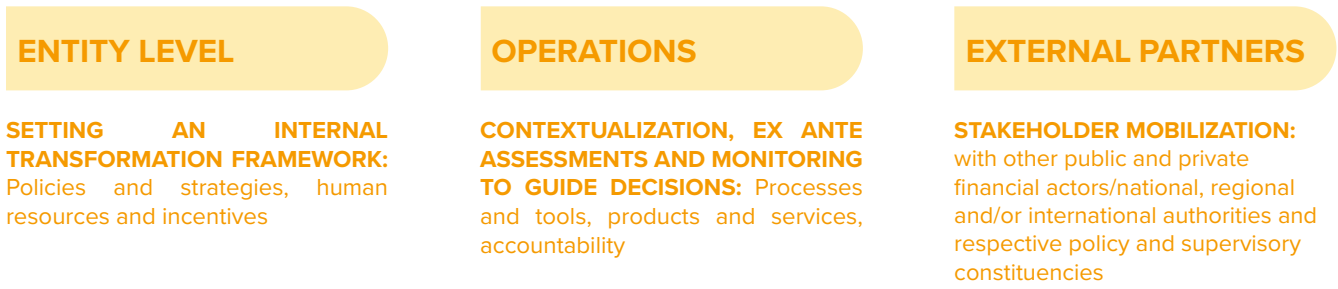 ENTITY LEVEL
SETTING AN INTERNAL
TRANSFORMATION FRAMEWORK:
Policies and strategies, human
resources and incentives
OPERATIONS
CONTEXTUALIZATION, EX ANTE
ASSESSMENTS AND MONITORING
TO GUIDE DECISIONS: Processes
and tools, products and services,
accountability
EXTERNAL PARTNERS
STAKEHOLDER MOBILIZATION:
with other public and private
financial actors/national, regional
and/or international authorities and
respective policy and supervisory
constituencies